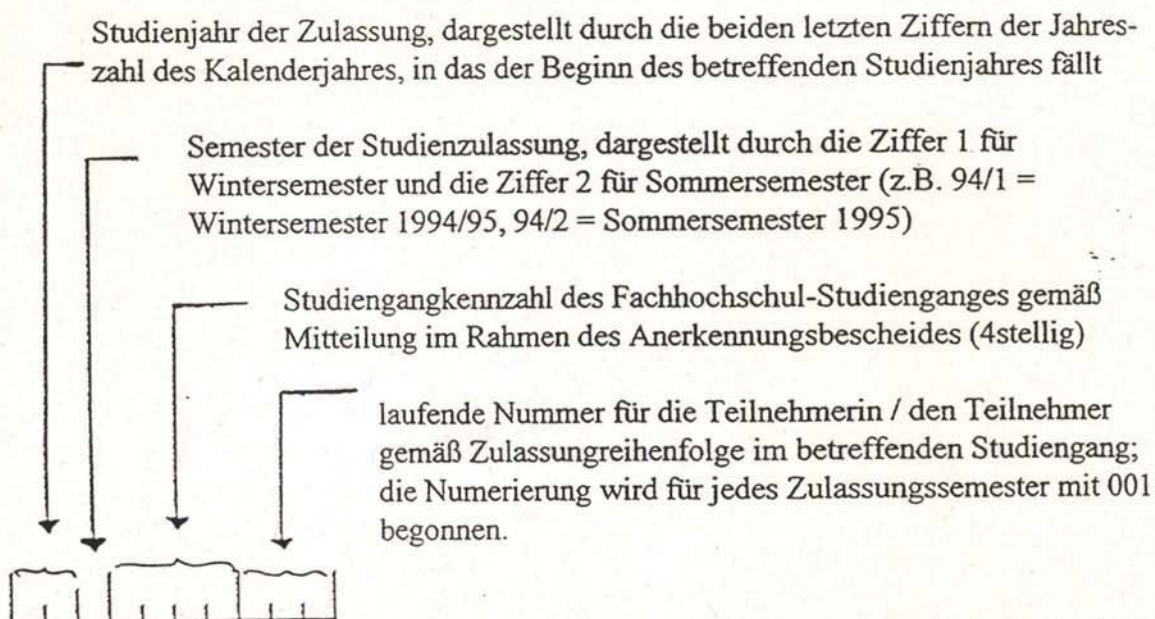 Studienjahr der Zulassung, dargestellt durch die beiden letzten Ziffern der Jahres-
zahl des Kalenderjahres, in das der Beginn des betreffenden Studienjahres fällt
Semester der Studienzulassung, dargestellt durch die Ziffer 1 für
Wintersemester und die Ziffer 2 für Sommersemester (z.B. 94/1 =
Wintersemester 1994/95, 94/2 = Sommersemester 1995)
Studiengangkennzahl des Fachhochschul-Studienganges gemäß
Mitteilung im Rahmen des Anerkennungsbescheides (4stellig)
laufende Nummer für die Teilnehmerin / den Teilnehmer
gemäß Zulassungreihenfolge im betreffenden Studiengang;
die Numerierung wird für jedes Zulassungssemester mit 001
begonnen.